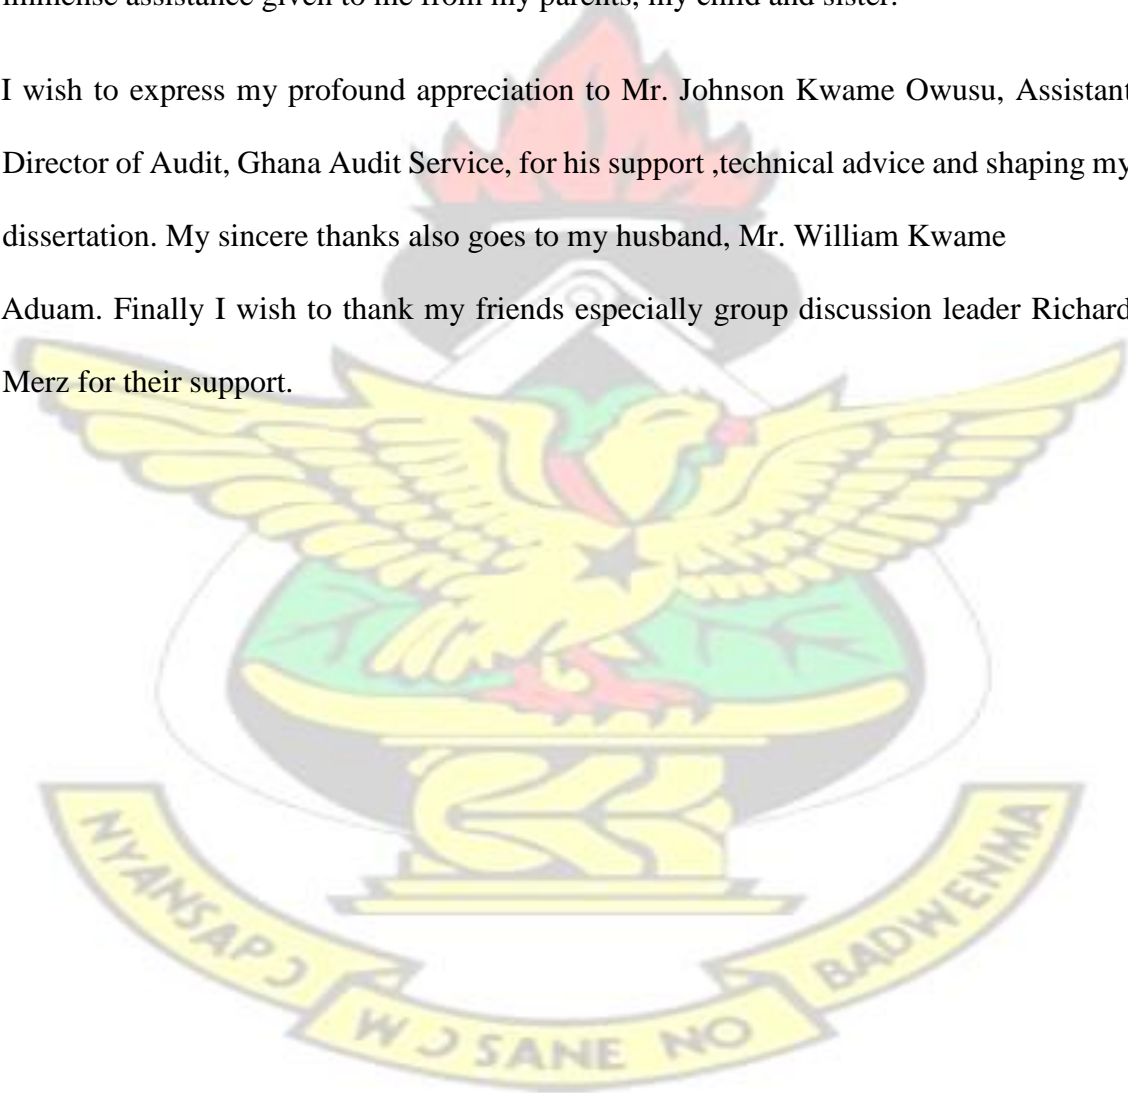 immense assistance given to me from my parents, my child and sister.
I wish to express my profound appreciation to Mr. Johnson Kwame Owusu, Assistant
Director of Audit, Ghana Audit Service, for his support ,technical advice and shaping my
dissertation. My sincere thanks also goes to my husband, Mr. William Kwame
Aduam. Finally I wish to thank my friends especially group discussion leader Richard
Merz for their support.
NYANSAPƆ
WƆSANE NO
BADWENMA